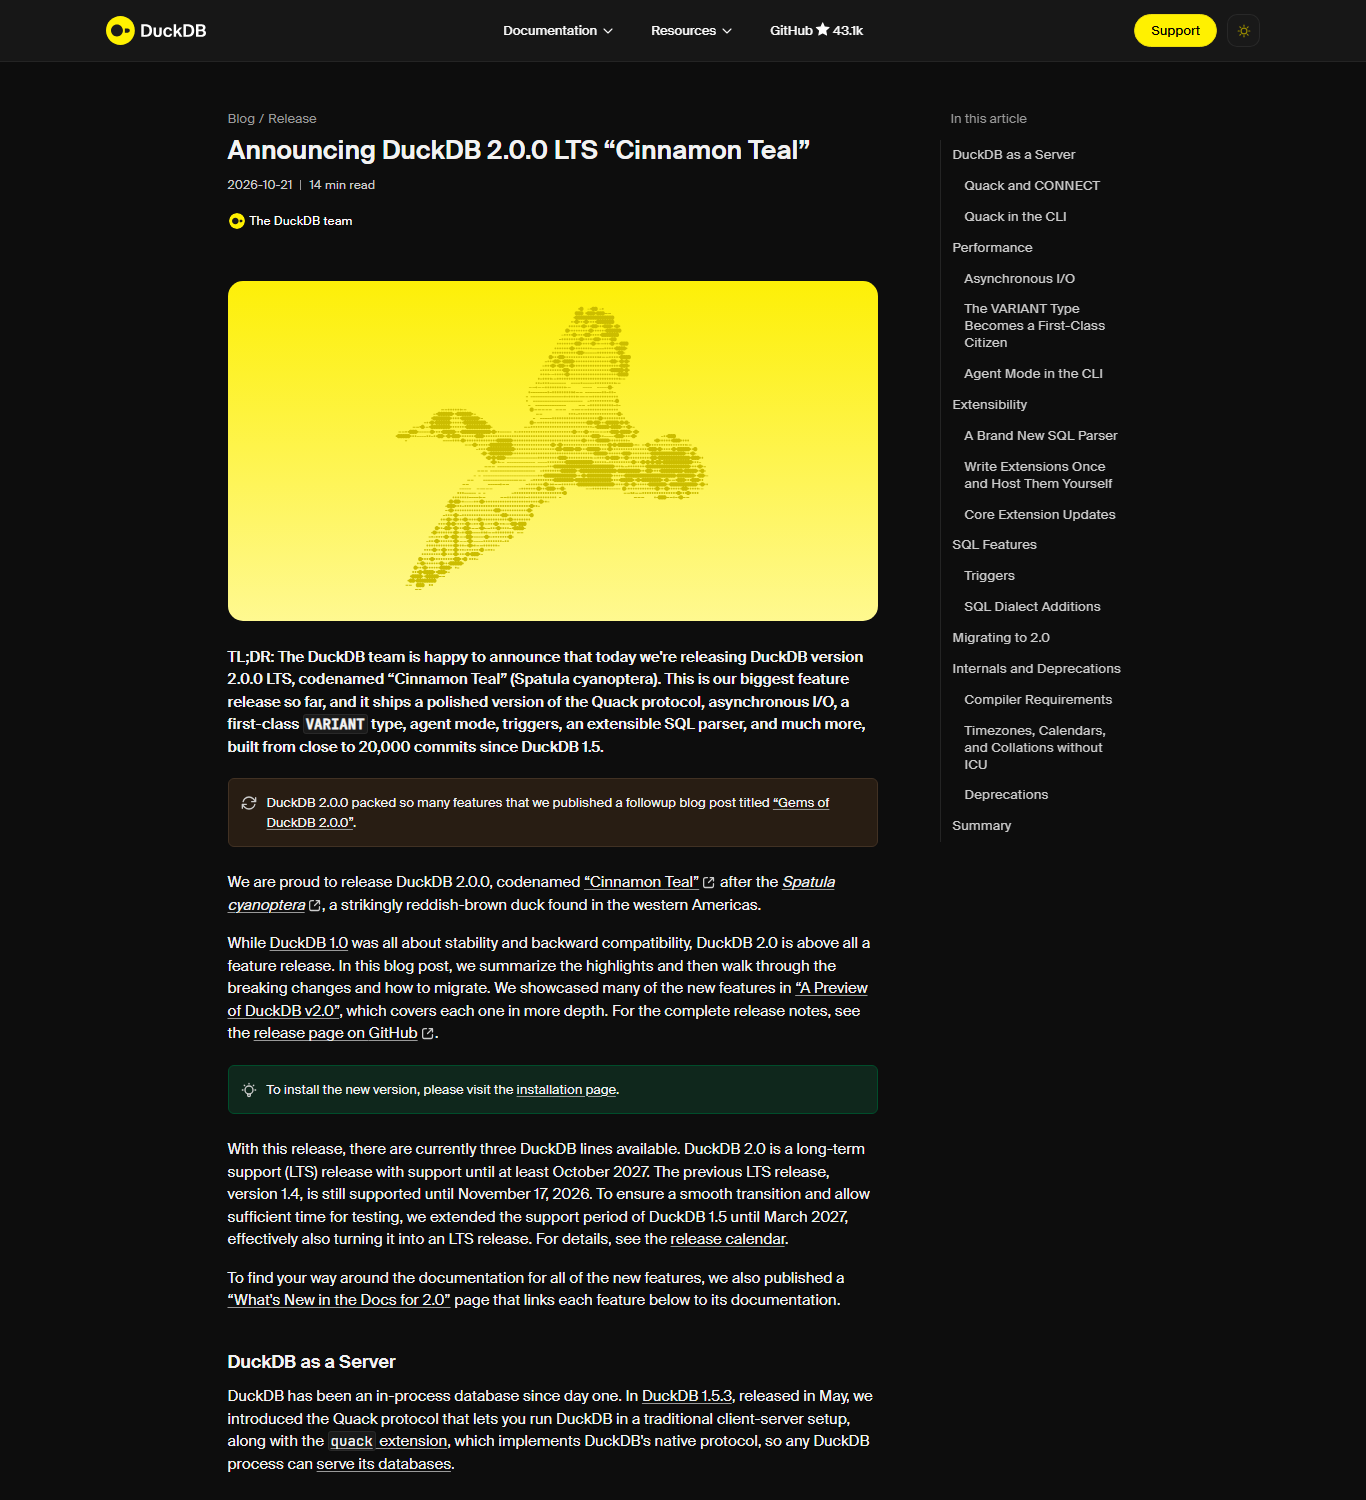 DuckDB
Documentation
Resources
GitHub ★ 43.1k
Support
Blog / Release
Announcing DuckDB 2.0.0 LTS “Cinnamon Teal”
2026-10-21 | 14 min read
The DuckDB team
TL;DR: The DuckDB team is happy to announce that today we're releasing DuckDB version
2.0.0 LTS, codenamed “Cinnamon Teal” (Spatula cyanoptera). This is our biggest feature
release so far, and it ships a polished version of the Quack protocol, asynchronous I/O, a
first-class VARIANT type, agent mode, triggers, an extensible SQL parser, and much more,
built from close to 20,000 commits since DuckDB 1.5.
DuckDB 2.0.0 packed so many features that we published a followup blog post titled “Gems of
DuckDB 2.0.0”.
We are proud to release DuckDB 2.0.0, codenamed “Cinnamon Teal” after the Spatula
cyanoptera, a strikingly reddish-brown duck found in the western Americas.
While DuckDB 1.0 was all about stability and backward compatibility, DuckDB 2.0 is above all a
feature release. In this blog post, we summarize the highlights and then walk through the
breaking changes and how to migrate. We showcased many of the new features in “A Preview
of DuckDB v2.0”, which covers each one in more depth. For the complete release notes, see
the release page on GitHub.
To install the new version, please visit the installation page.
With this release, there are currently three DuckDB lines available. DuckDB 2.0 is a long-term
support (LTS) release with support until at least October 2027. The previous LTS release,
version 1.4, is still supported until November 17, 2026. To ensure a smooth transition and allow
sufficient time for testing, we extended the support period of DuckDB 1.5 until March 2027,
effectively also turning it into an LTS release. For details, see the release calendar.
To find your way around the documentation for all of the new features, we also published a
“What's New in the Docs for 2.0” page that links each feature below to its documentation.
DuckDB as a Server
DuckDB has been an in-process database since day one. In DuckDB 1.5.3, released in May, we
introduced the Quack protocol that lets you run DuckDB in a traditional client-server setup,
along with the quack extension, which implements DuckDB's native protocol, so any DuckDB
process can serve its databases.
In this article
DuckDB as a Server
Quack and CONNECT
Quack in the CLI
Performance
Asynchronous I/O
The VARIANT Type
Becomes a First-Class
Citizen
Agent Mode in the CLI
Extensibility
A Brand New SQL Parser
Write Extensions Once
and Host Them Yourself
Core Extension Updates
SQL Features
Triggers
SQL Dialect Additions
Migrating to 2.0
Internals and Deprecations
Compiler Requirements
Timezones, Calendars,
and Collations without
ICU
Deprecations
Summary